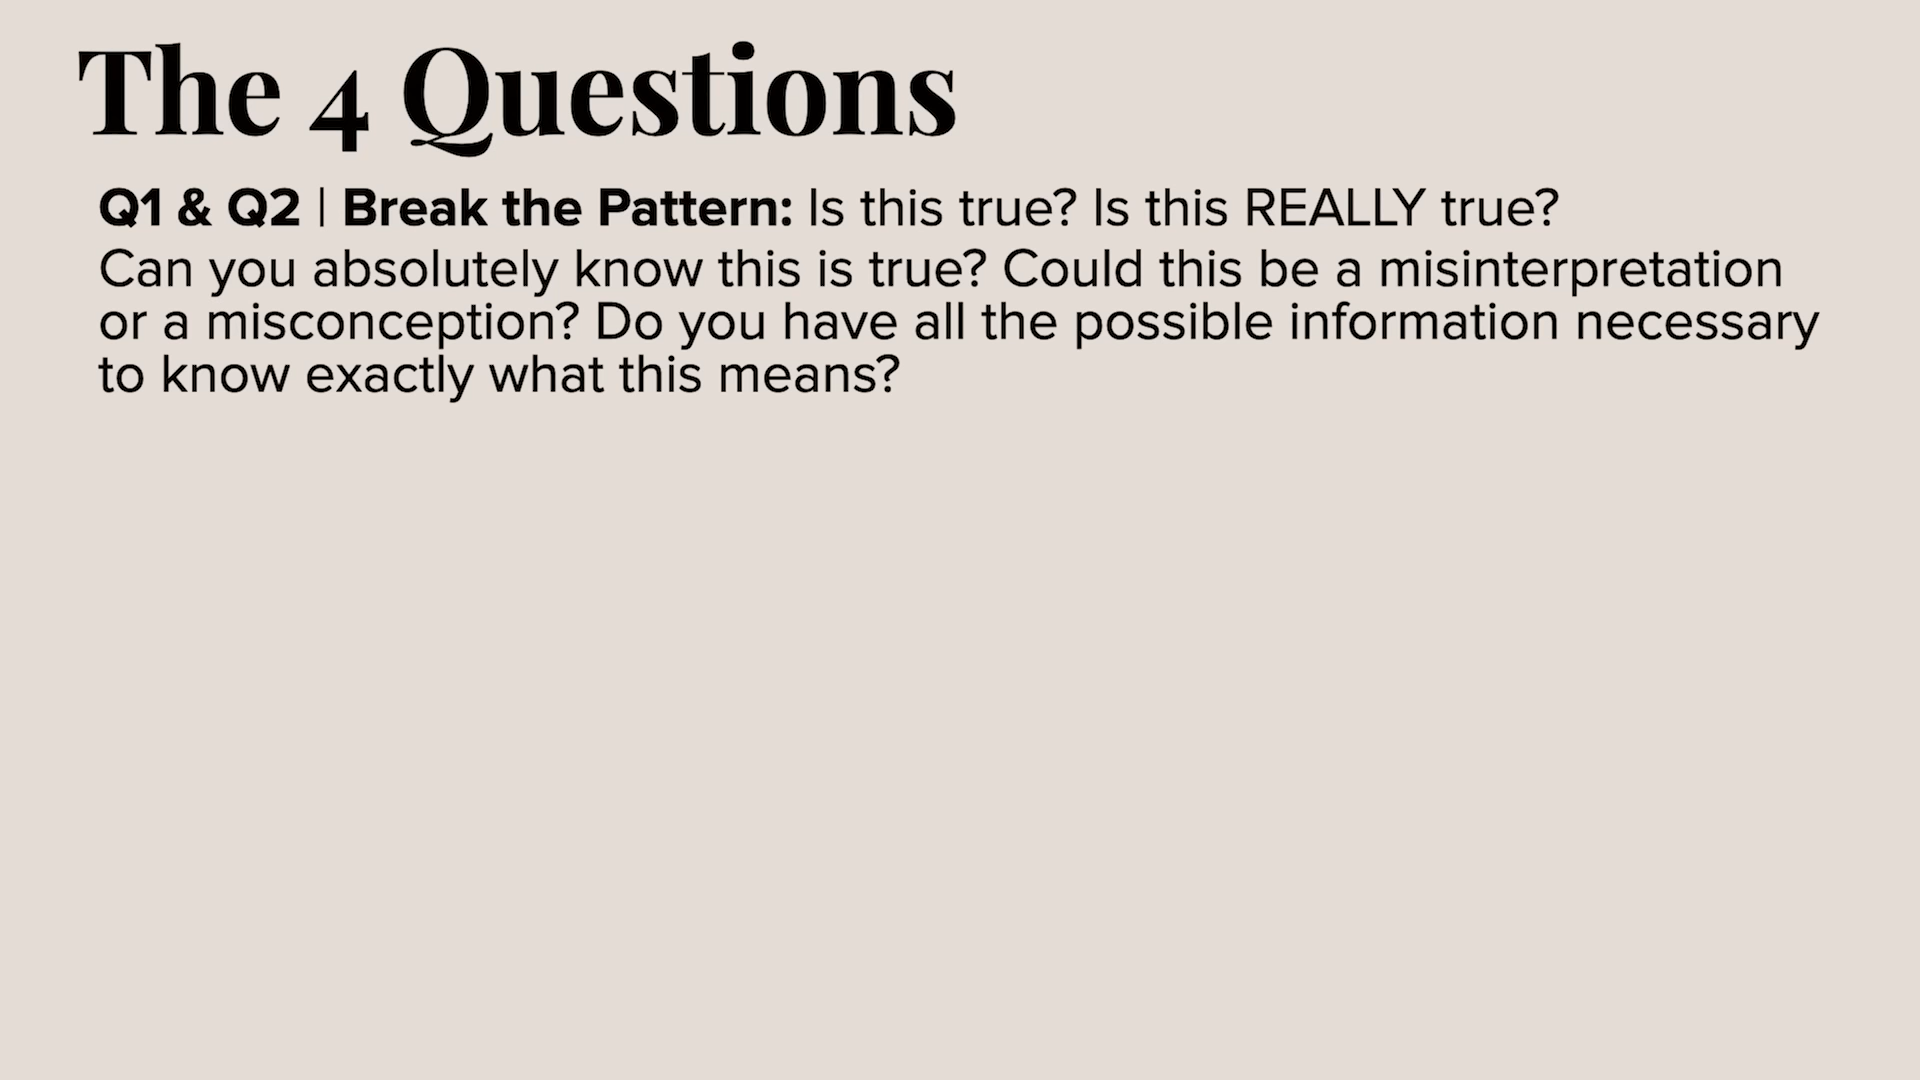 The 4 Questions
Q1 & Q2 | Break the Pattern: Is this true? Is this REALLY true?
Can you absolutely know this is true? Could this be a misinterpretation
or a misconception? Do you have all the possible information necessary
to know exactly what this means?